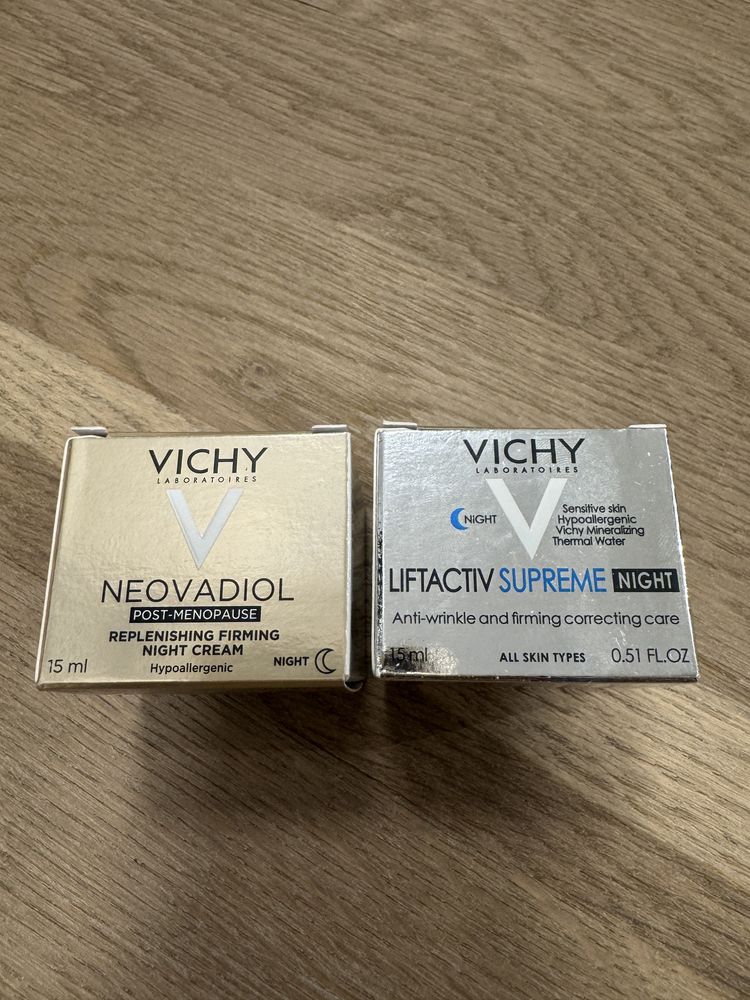 VICHY
LABORATOIRES
NEOVADIOL
POST-MENOPAUSE
REPLENISHING FIRMING
NIGHT CREAM
Hypoallergenic
15 ml
NIGHT
VICHY
LABORATOIRES
NIGHT
Sensitive skin
Hypoallergenic
Vichy Mineralizing
Thermal Water
LIFTACTIV SUPREME NIGHT
Anti-wrinkle and firming correcting care
15 ml
ALL SKIN TYPES
0.51 FL.OZ